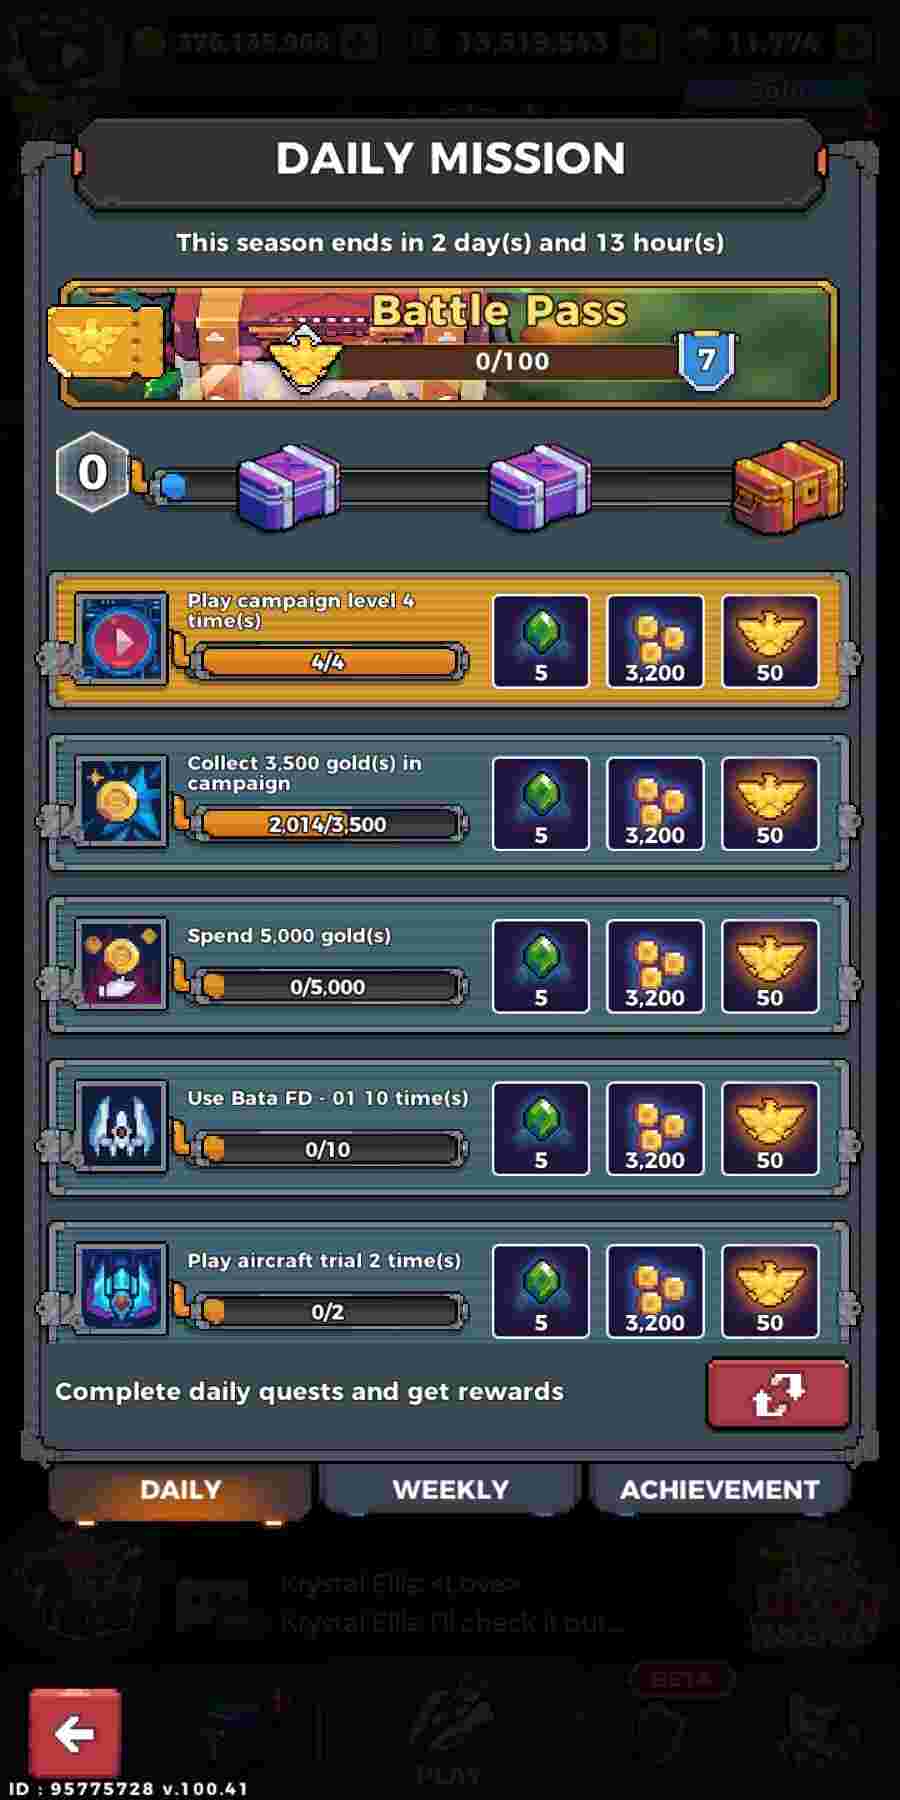 376,135,968
13,519,543
11,774
DAILY MISSION
This season ends in 2 day(s) and 13 hour(s)
Battle Pass
0/100
7
0
Play campaign level 4
time(s)
4/4
5
3,200
50
Collect 3,500 gold(s) in
campaign
2,014/3,500
5
3,200
50
Spend 5,000 gold(s)
0/5,000
5
3,200
50
Use Bata FD - 01 10 time(s)
0/10
5
3,200
50
Play aircraft trial 2 time(s)
0/2
5
3,200
50
Complete daily quests and get rewards
DAILY
WEEKLY
ACHIEVEMENT
Krystal Ellis: <Love>
Krystal Ellis: I'll check it out...
BETA
PLAY
ID : 95775728 v.100.41